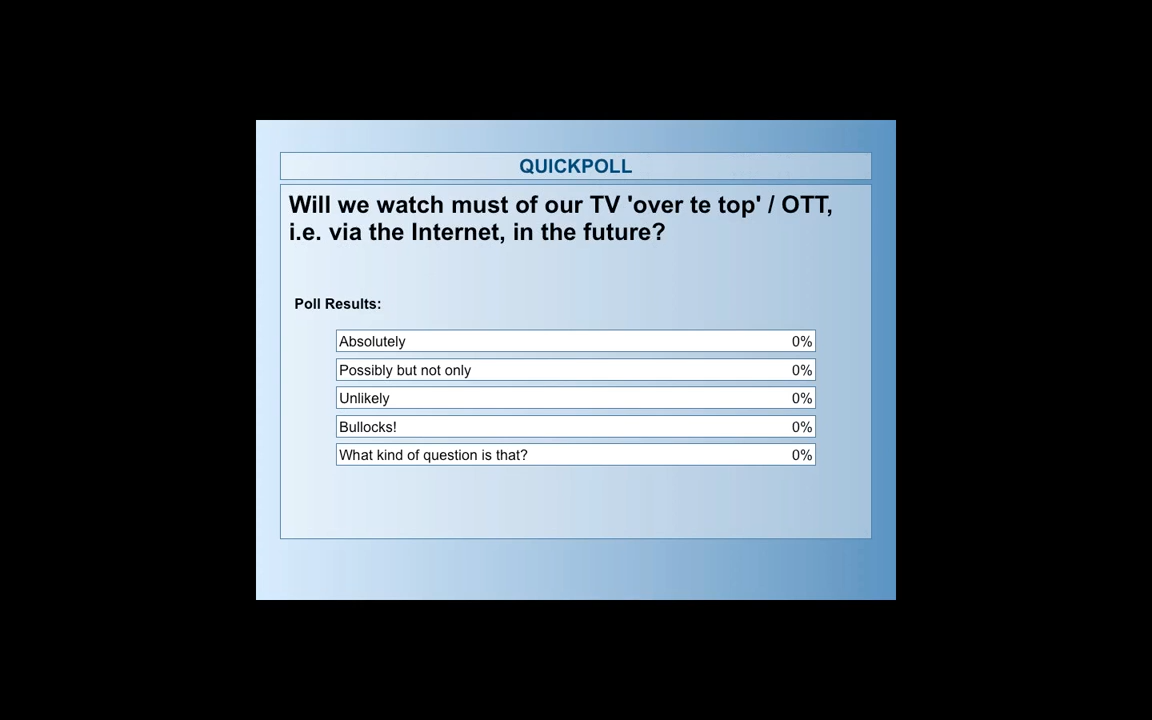 QUICKPOLL
Will we watch must of our TV 'over te top' / OTT,
i.e. via the Internet, in the future?
Poll Results:
Absolutely 0%
Possibly but not only 0%
Unlikely 0%
Bullocks! 0%
What kind of question is that? 0%